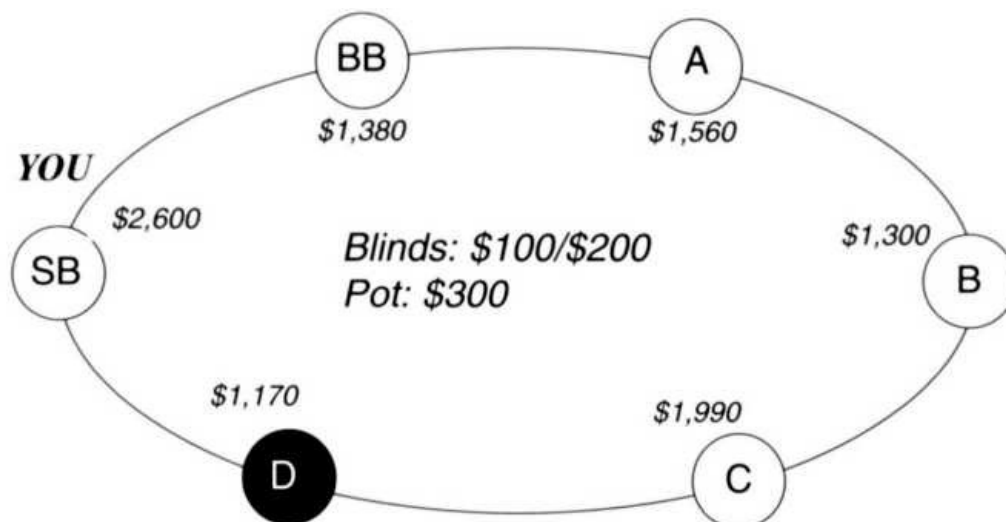 BB
A
$1,380
$1,560
YOU
$2,600
Blinds: $100/$200
$1,300
SB
Pot: $300
B
$1,170
$1,990
D
C